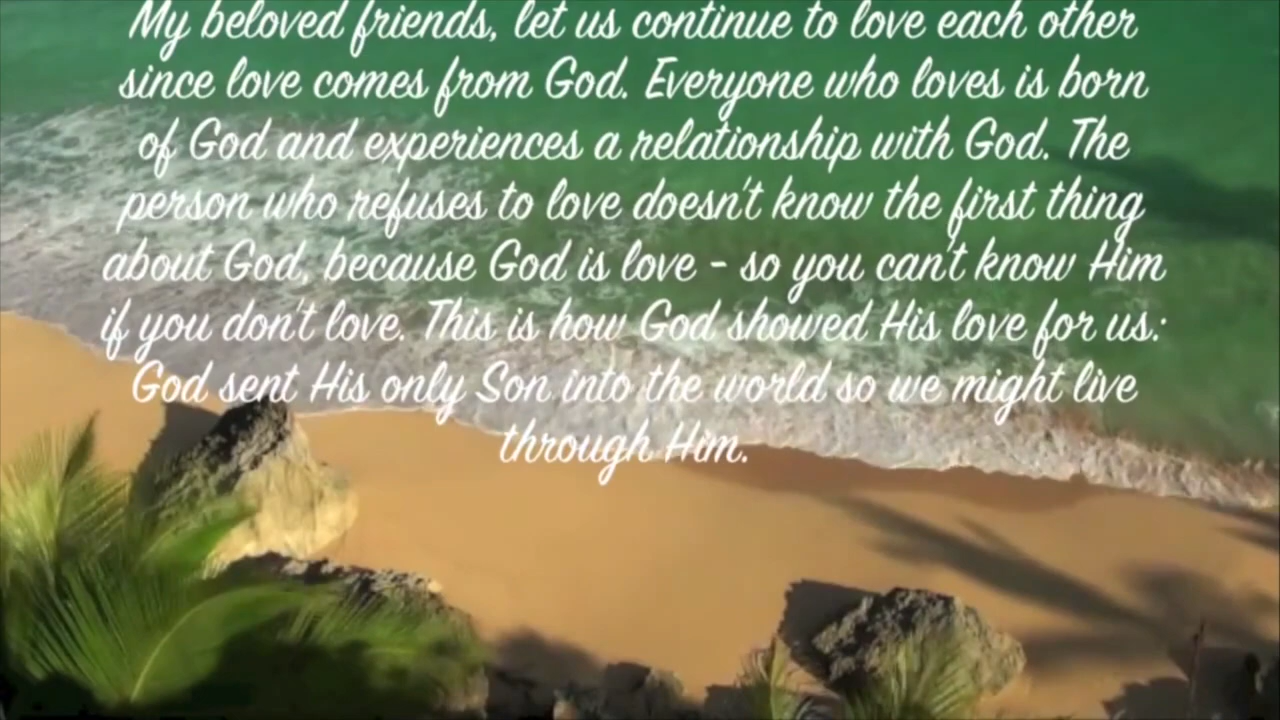 My beloved friends, let us continue to love each other
since love comes from God. Everyone who loves is born
of God and experiences a relationship with God. The
person who refuses to love doesn't know the first thing
about God, because God is love - so you can't know Him
if you don't love. This is how God showed His love for us:
God sent His only Son into the world so we might live
through Him.